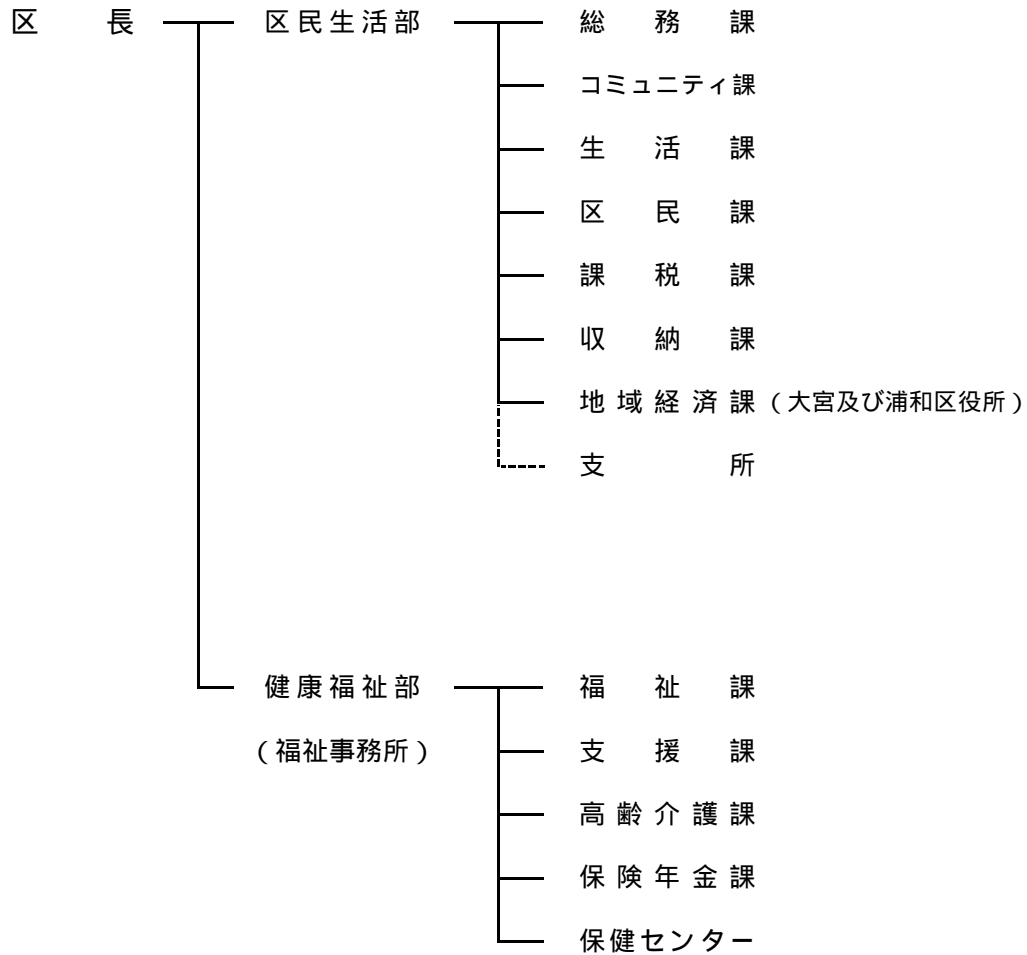 区長 区民生活部 総務課
コミュニティ課
生活課
区民課
課税課
収納課
地域経済課（大宮及び浦和区役所）
支所
健康福祉部 福祉課
（福祉事務所） 支援課
高齢介護課
保険年金課
保健センター